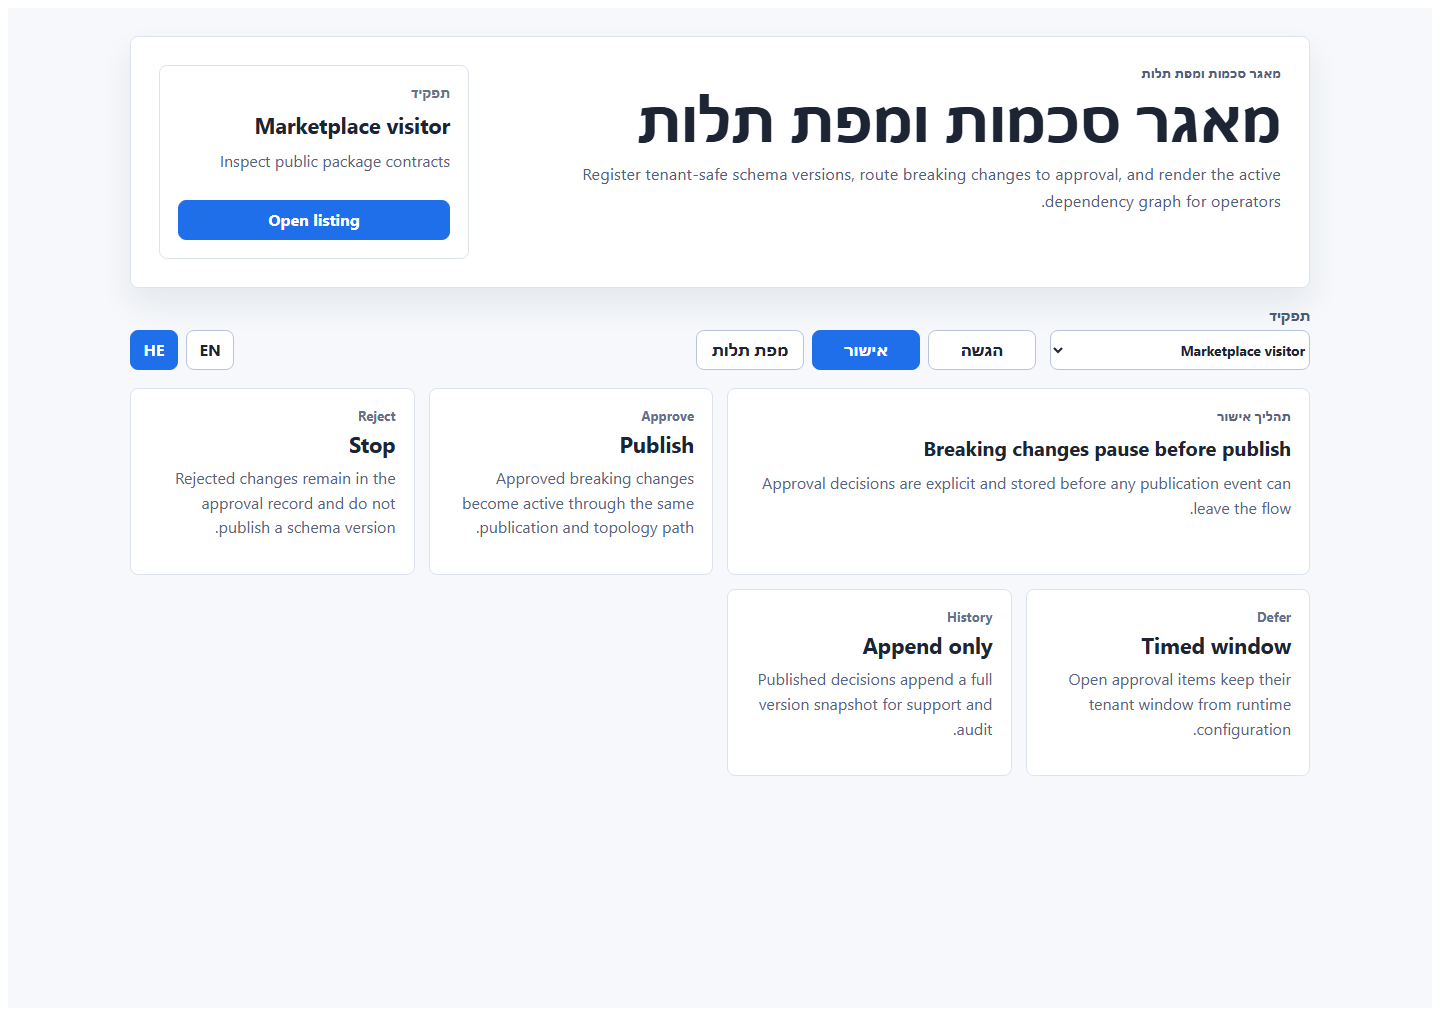 מאגר סכמות ומפת תלות
מאגר סכמות ומפת תלות
Register tenant-safe schema versions, route breaking changes to approval, and render the active
dependency graph for operators.
תפקיד
Marketplace visitor
Inspect public package contracts
Open listing
תפקיד
Marketplace visitor
הגשה
אישור
מפת תלות
EN
HE
תהליך אישור
Breaking changes pause before publish
Approval decisions are explicit and stored before any publication event can
leave the flow.
Approve
Publish
Approved breaking changes
become active through the same
publication and topology path.
Reject
Stop
Rejected changes remain in the
approval record and do not
publish a schema version.
Defer
Timed window
Open approval items keep their
tenant window from runtime
configuration.
History
Append only
Published decisions append a full
version snapshot for support and
audit.